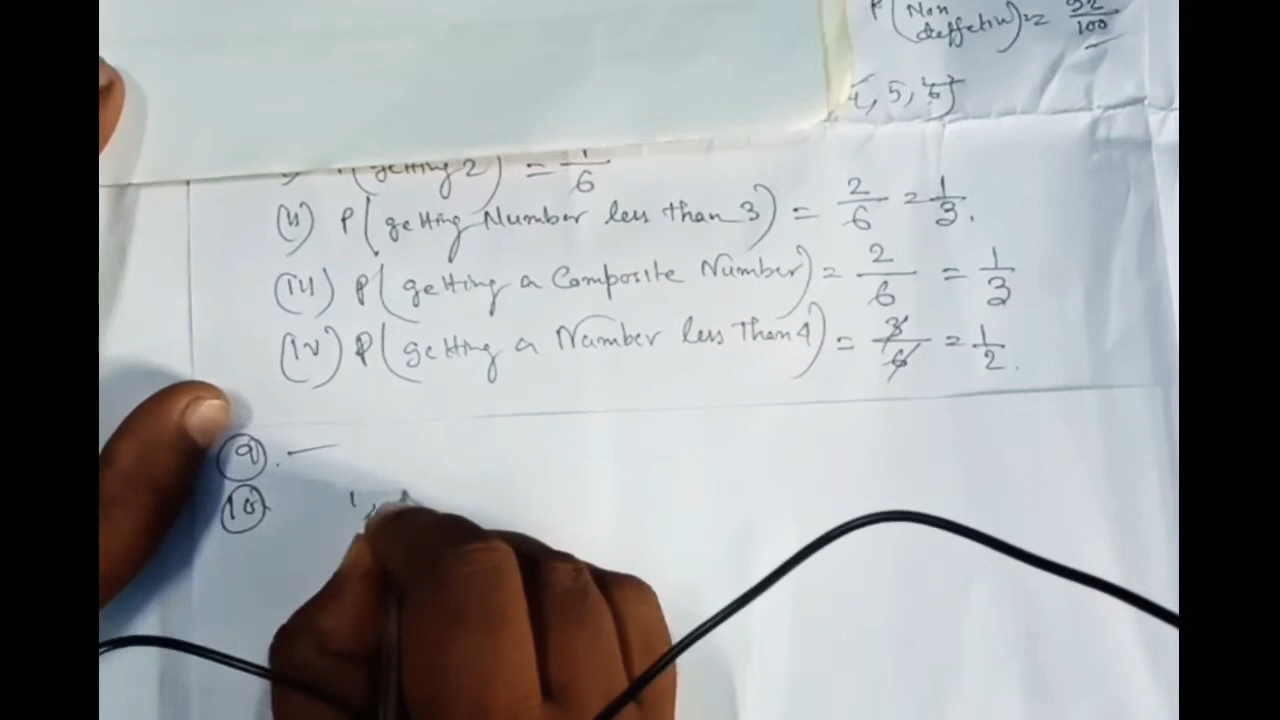 P(Non
deffetiv) = 92/100
4, 5, 6}
(getting 2) = 1/6
(ii) P(getting Number less than 3) = 2/6 = 1/3.
(iii) P(getting a Composite Number) = 2/6 = 1/3
(iv) P(getting a Number less Than 4) = 3/6 = 1/2.
9. —
10 1,